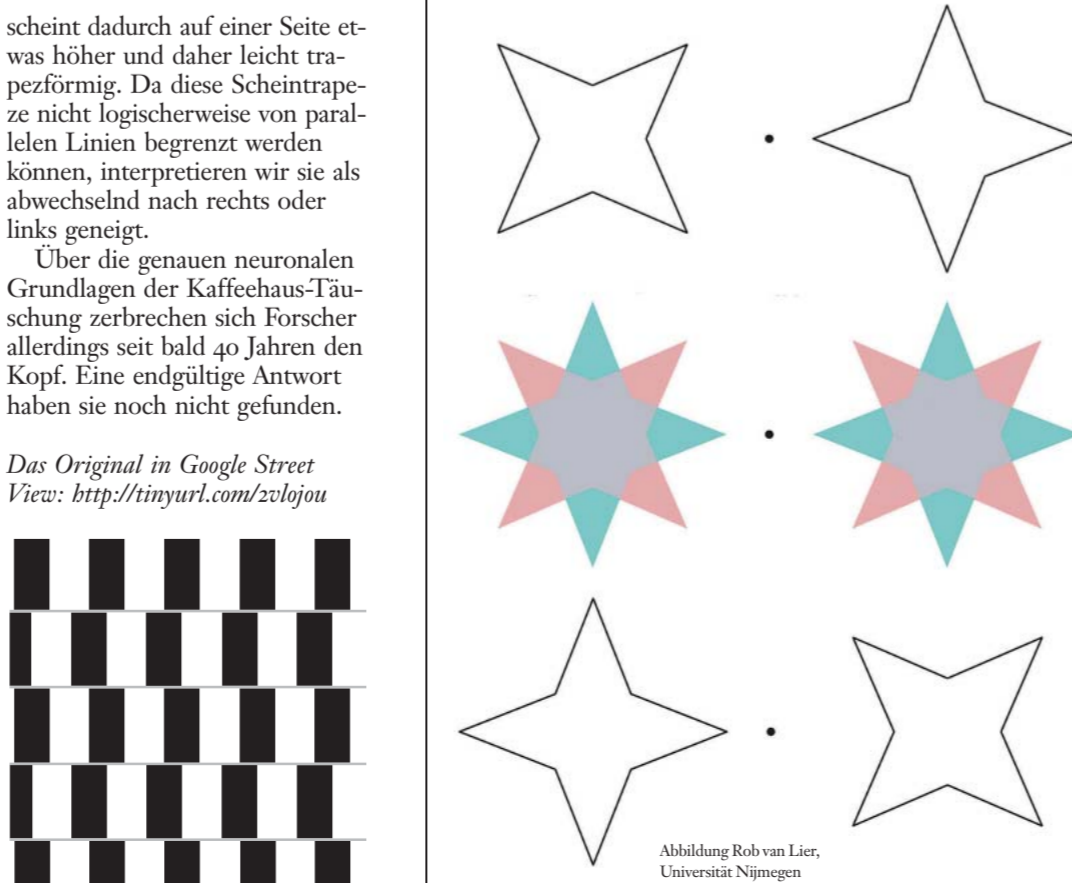 scheint dadurch auf einer Seite et-
was höher und daher leicht tra-
pezförmig. Da diese Scheintrape-
ze nicht logischerweise von paral-
lelen Linien begrenzt werden
können, interpretieren wir sie als
abwechselnd nach rechts oder
links geneigt.
Über die genauen neuronalen
Grundlagen der Kaffeehaus-Täu-
schung zerbrechen sich Forscher
allerdings seit bald 40 Jahren den
Kopf. Eine endgültige Antwort
haben sie noch nicht gefunden.
Das Original in Google Street
View: http://tinyurl.com/2vlojou
Abbildung Rob van Lier,
Universität Nijmegen